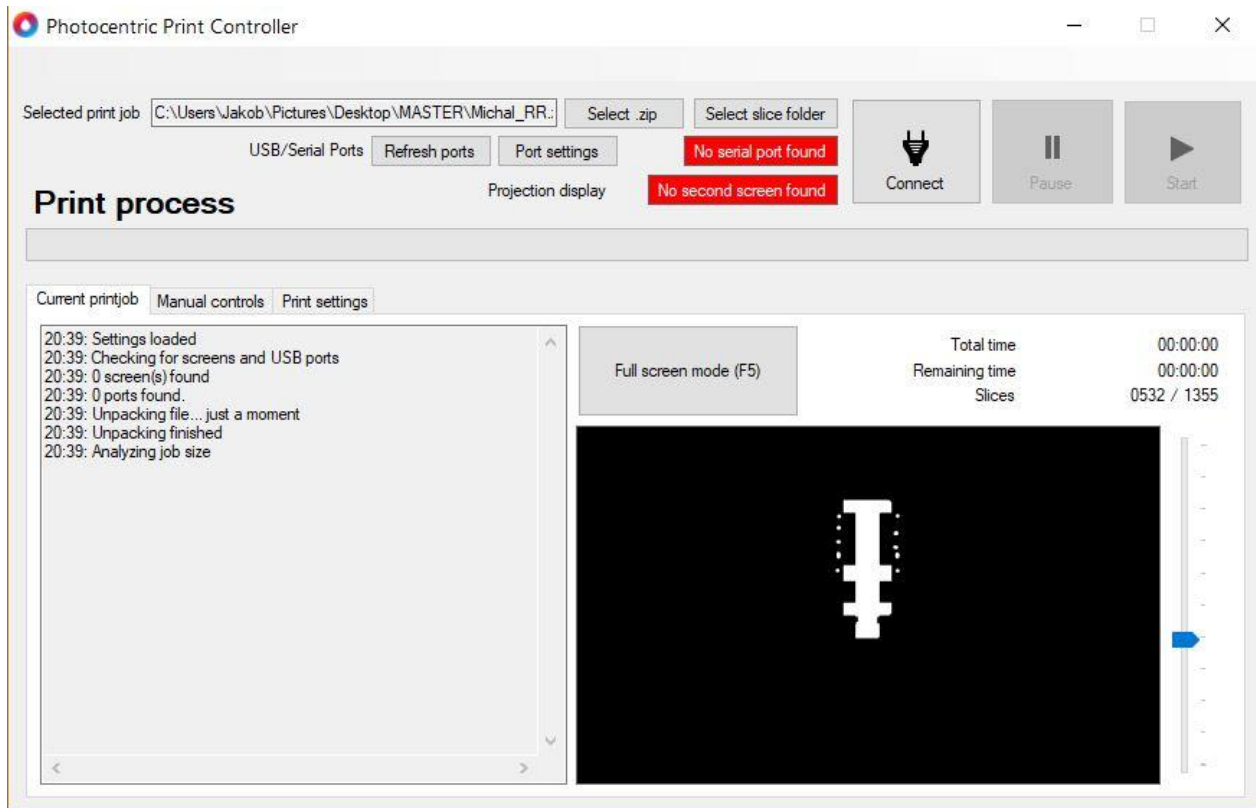 Photocentric Print Controller
Selected print job C:\Users\Jakob\Pictures\Desktop\MASTER\Michal_RR.: Select .zip Select slice folder
USB/Serial Ports Refresh ports Port settings No serial port found
Projection display No second screen found
Connect Pause Start
Print process
Current printjob Manual controls Print settings
20:39: Settings loaded
20:39: Checking for screens and USB ports
20:39: 0 screen(s) found
20:39: 0 ports found.
20:39: Unpacking file... just a moment
20:39: Unpacking finished
20:39: Analyzing job size
Full screen mode (F5)
Total time 00:00:00
Remaining time 00:00:00
Slices 0532 / 1355